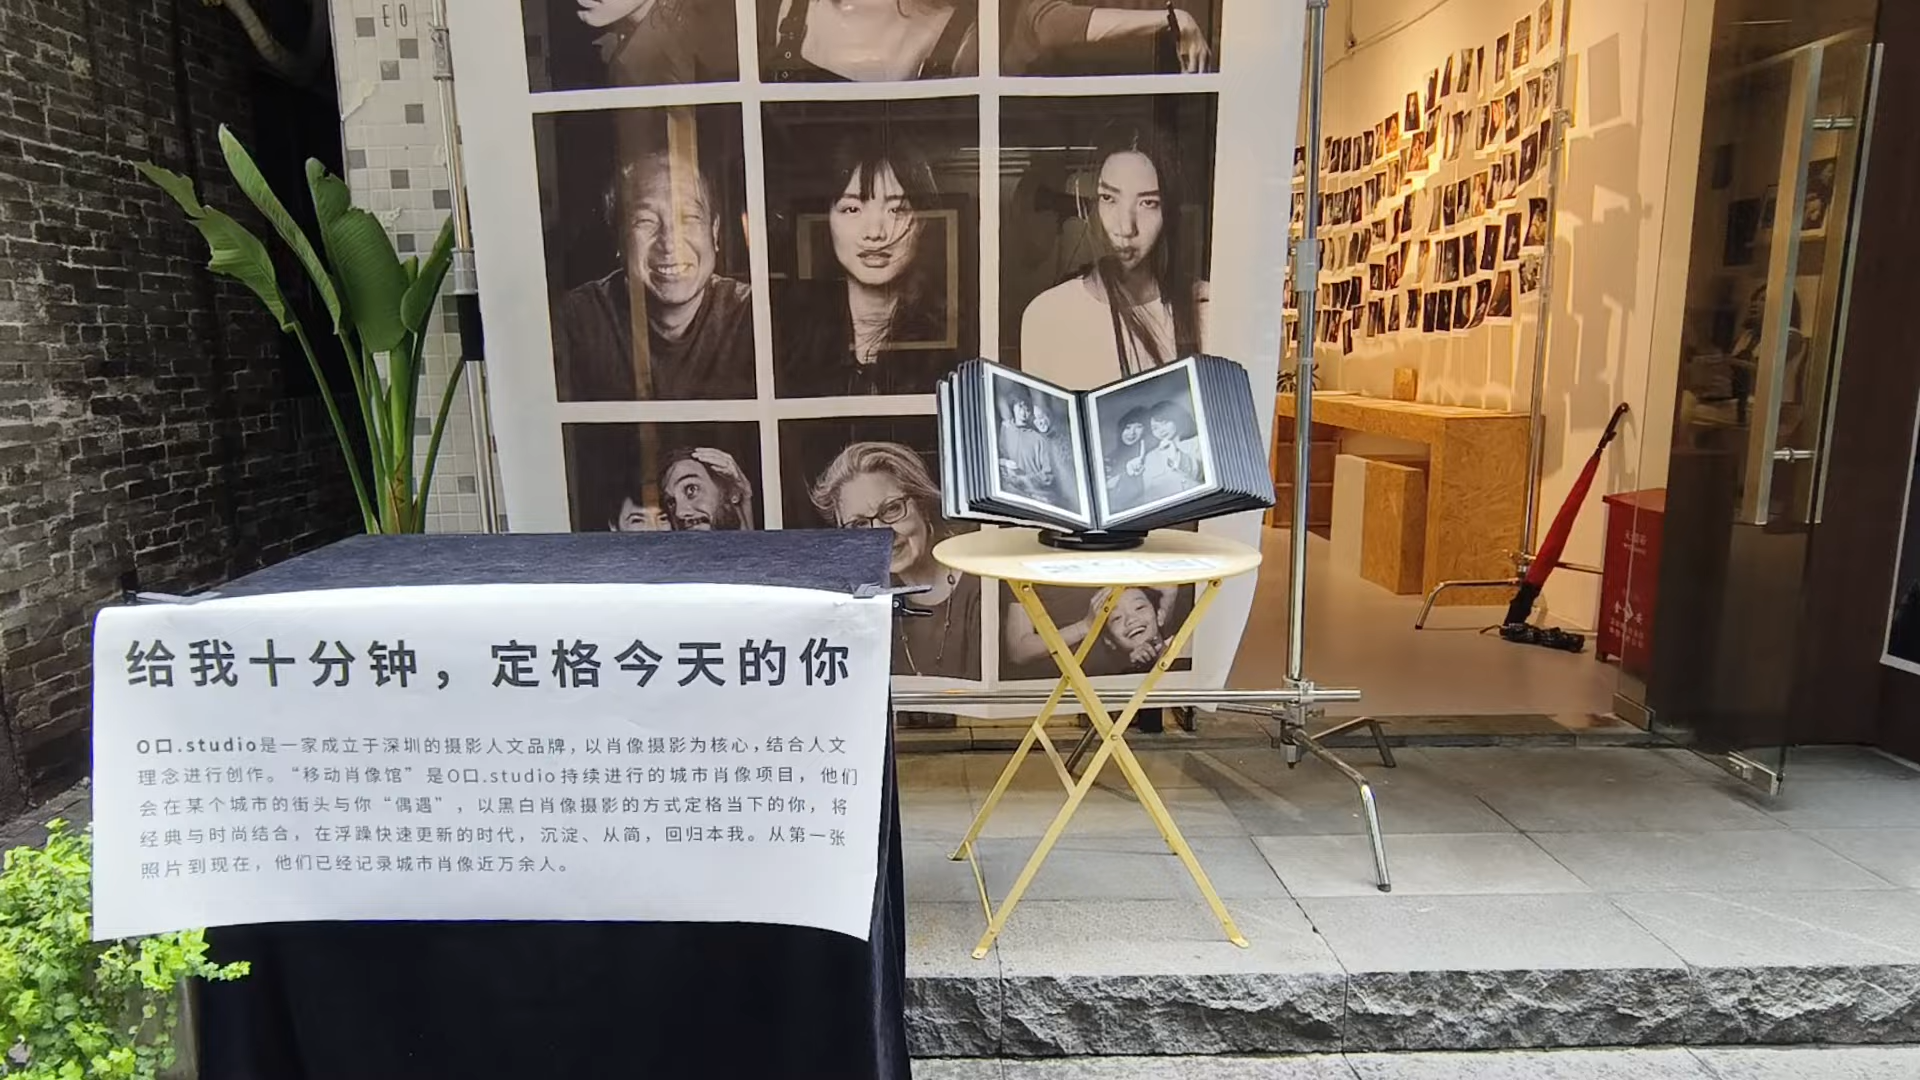 EO
给我十分钟，定格今天的你
O口.studio是一家成立于深圳的摄影人文品牌，以肖像摄影为核心，结合人文
理念进行创作。“移动肖像馆”是O口.studio持续进行的城市肖像项目，他们
会在某个城市的街头与你“偶遇”，以黑白肖像摄影的方式定格当下的你，将
经典与时尚结合，在浮躁快速更新的时代，沉淀、从简，回归本我。从第一张
照片到现在，他们已经记录城市肖像近万余人。